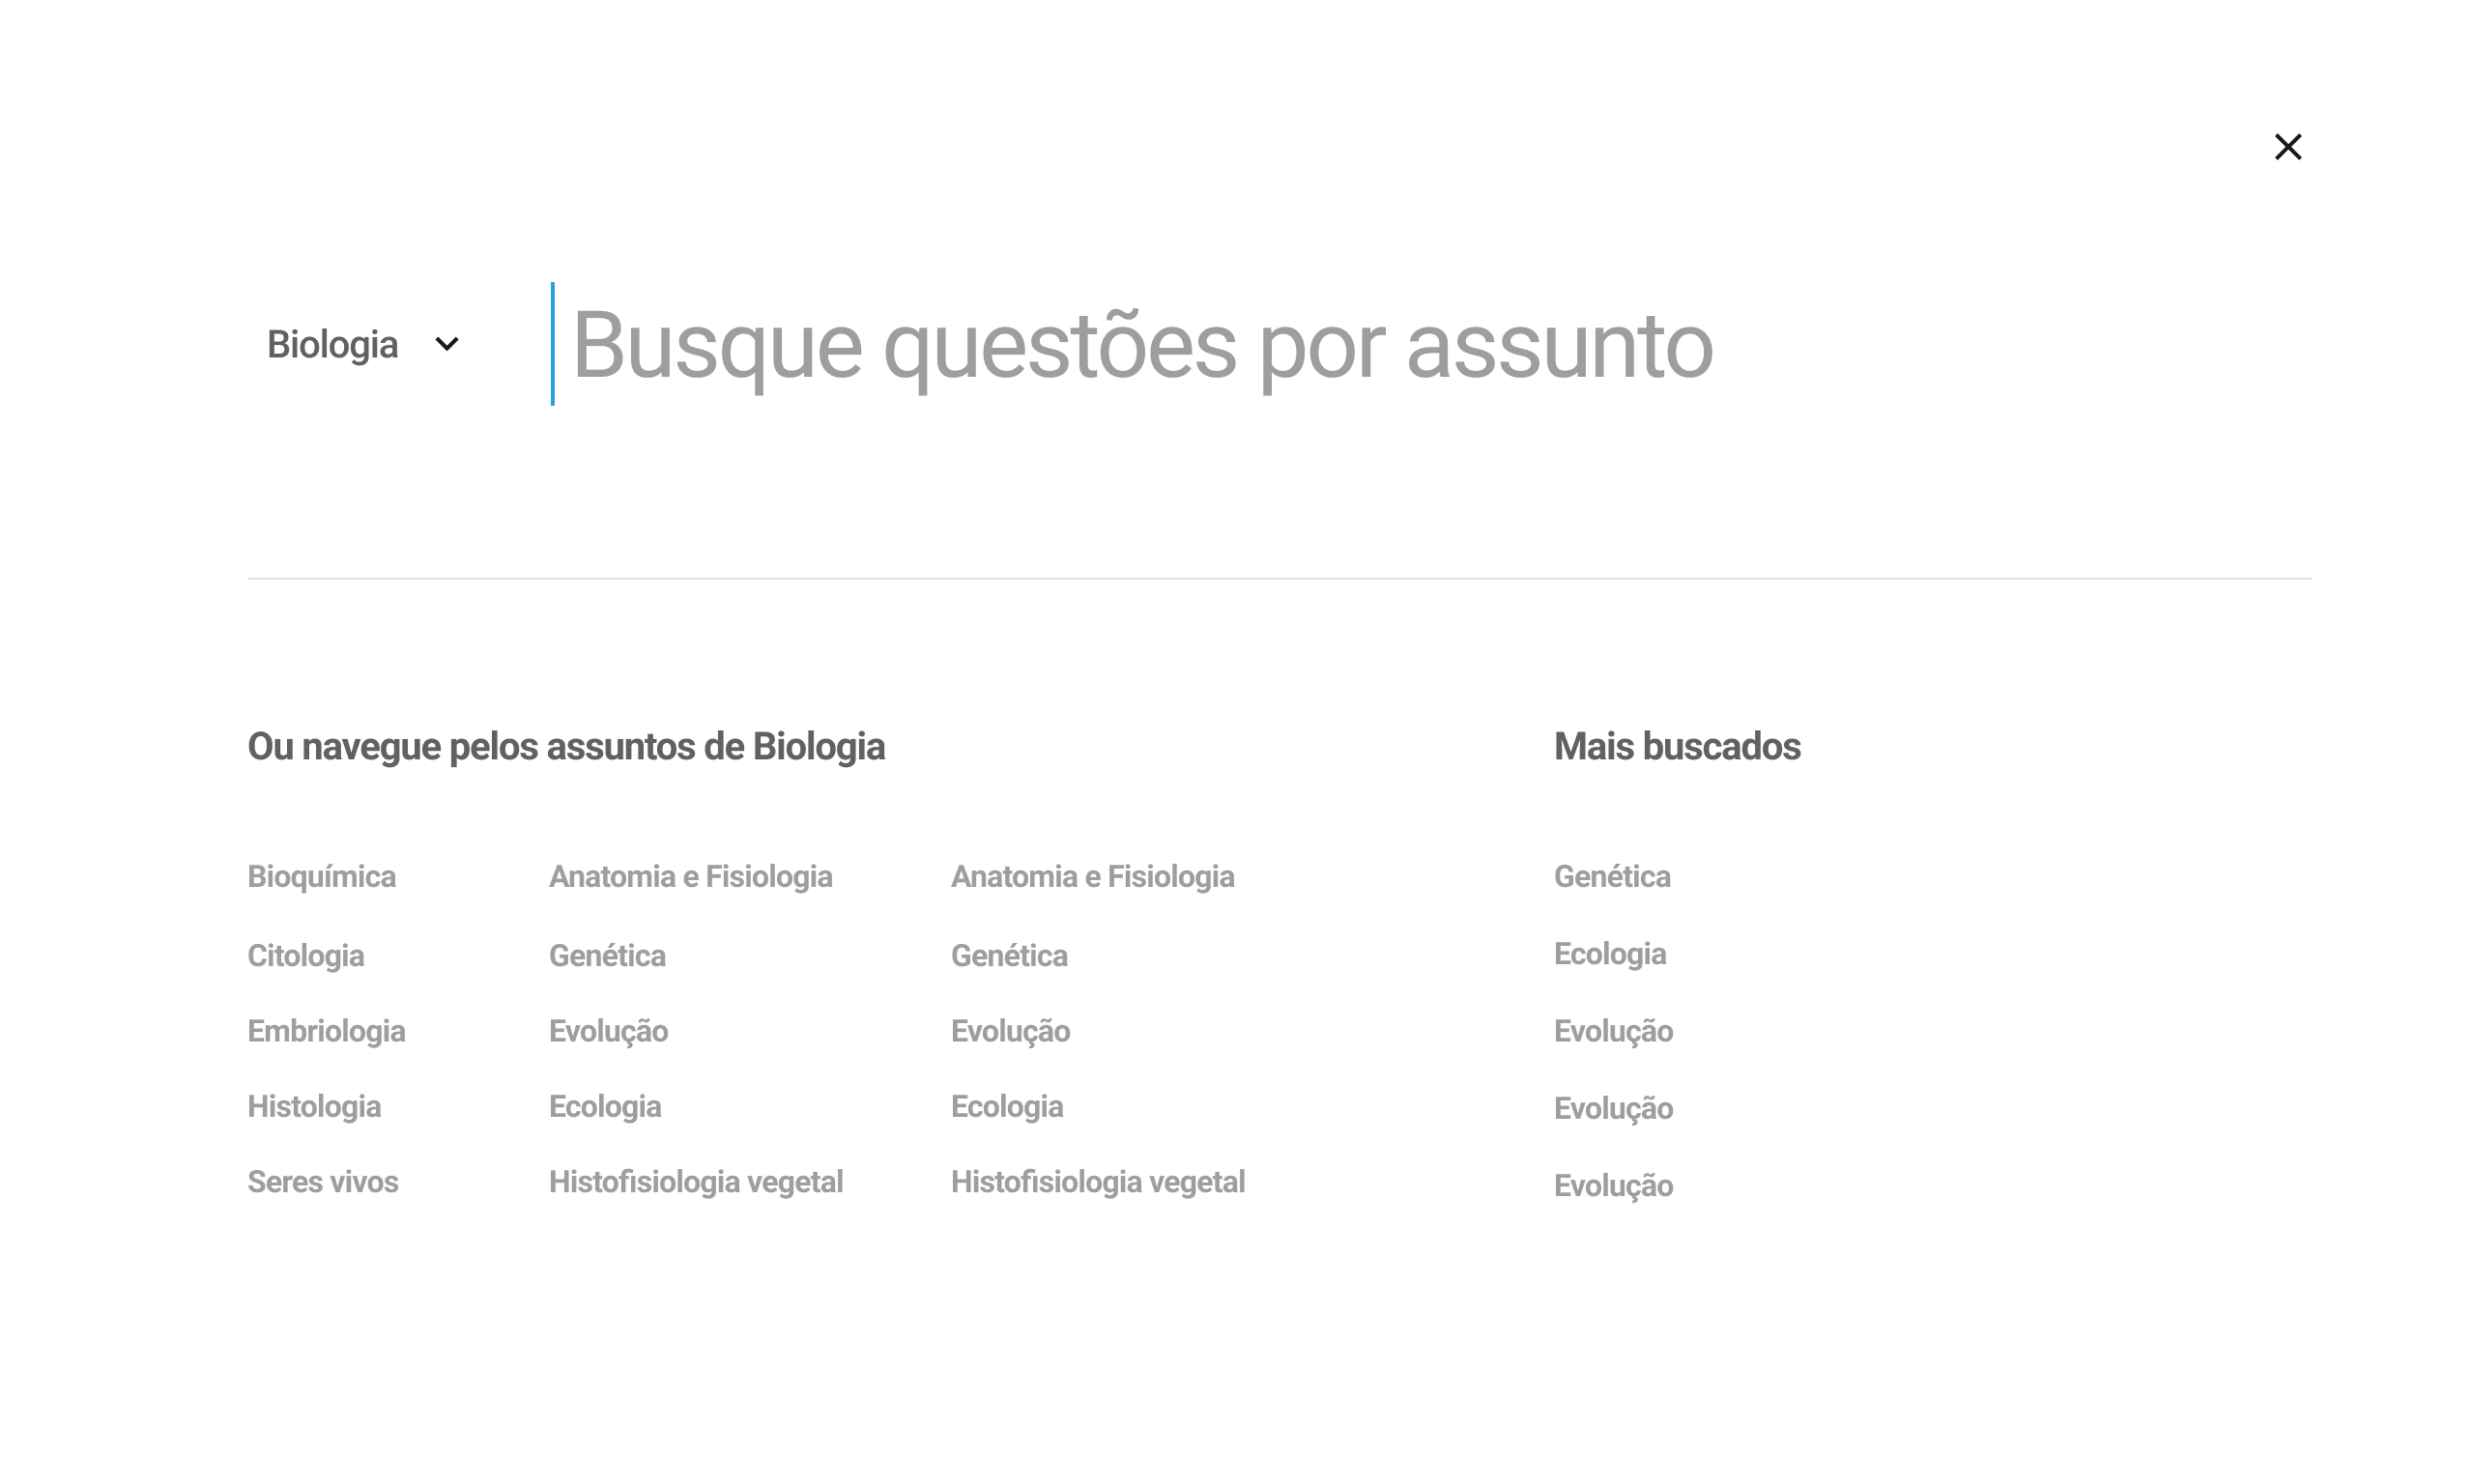 Biologia
Busque questões por assunto
Ou navegue pelos assuntos de Biologia
Bioquímica
Citologia
Embriologia
Histologia
Seres vivos
Anatomia e Fisiologia
Genética
Evolução
Ecologia
Histofisiologia vegetal
Anatomia e Fisiologia
Genética
Evolução
Ecologia
Histofisiologia vegetal
Mais buscados
Genética
Ecologia
Evolução
Evolução
Evolução